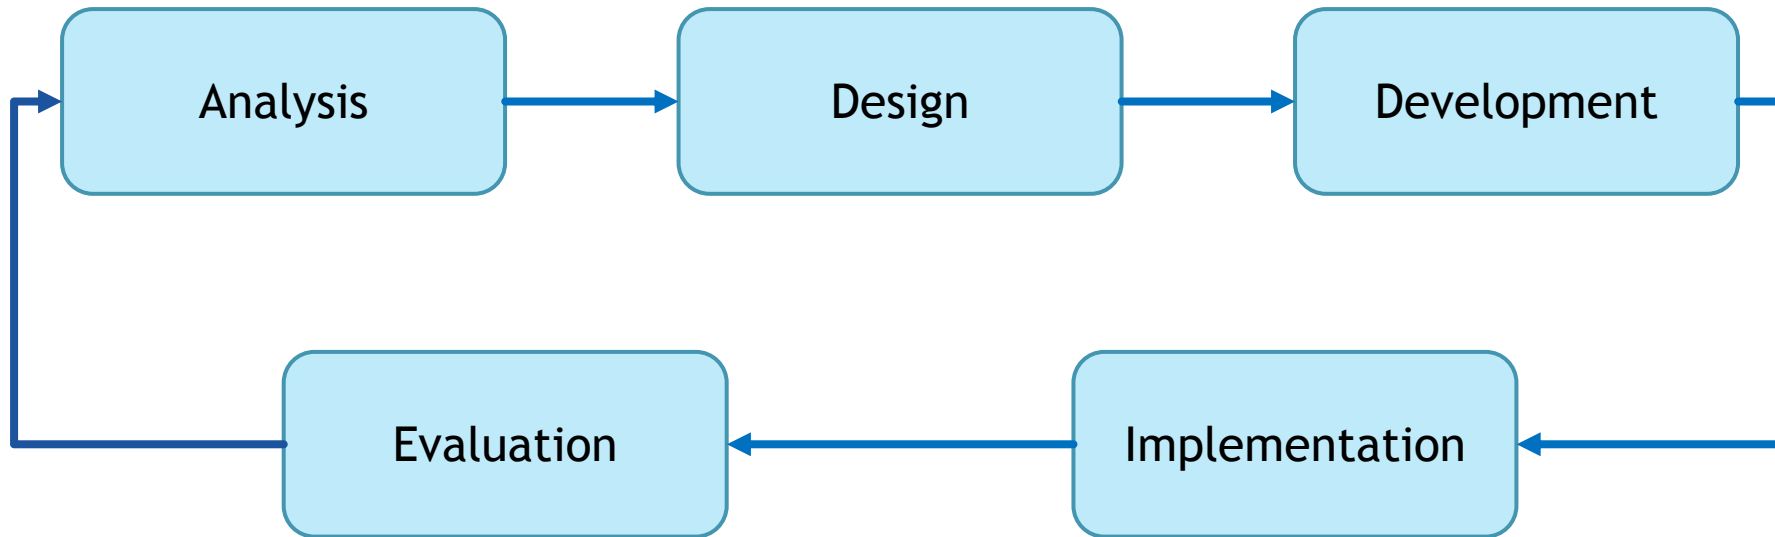 Analysis
Design
Development
Evaluation
Implementation